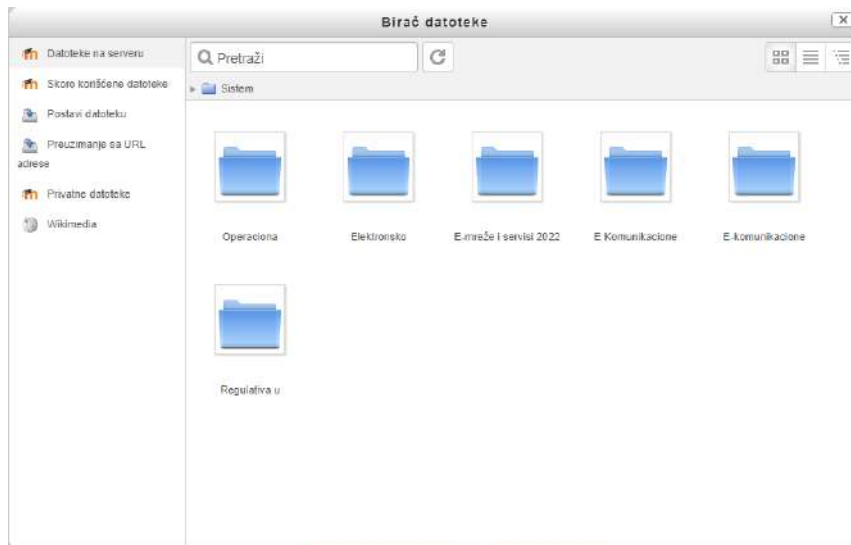 Birač datoteke
Datoteke na serveru
Skoro korišćene datoteke
Postavi datoteku
Preuzimanje sa URL
adrese
Privatne datoteke
Wikimedia
Pretraži
Sistem
Operaciona
Elektronsko
E-mreže i servisi 2022
E Komunikacione
E-komunikacione
Regulativa u